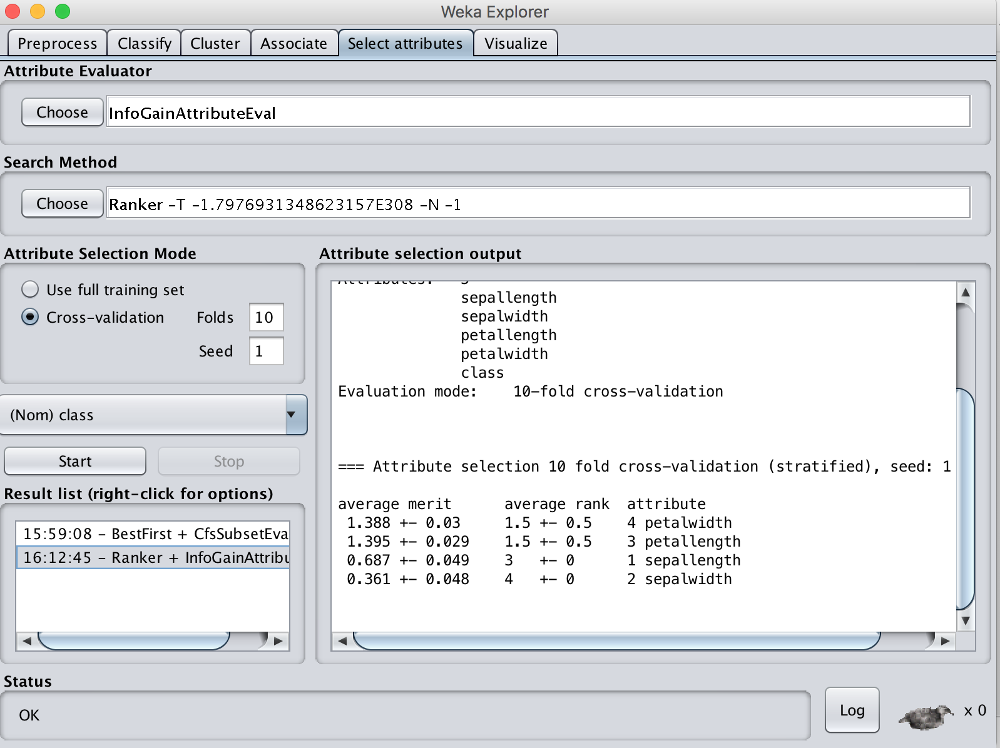 Weka Explorer
Preprocess Classify Cluster Associate Select attributes Visualize
Attribute Evaluator
Choose InfoGainAttributeEval
Search Method
Choose Ranker -T -1.7976931348623157E308 -N -1
Attribute Selection Mode
Use full training set
Cross-validation Folds 10
Seed 1
(Nom) class
Start Stop
Result list (right-click for options)
15:59:08 - BestFirst + CfsSubsetEva
16:12:45 - Ranker + InfoGainAttribu
Attribute selection output
Attributes: 5
sepallength
sepalwidth
petallength
petalwidth
class
Evaluation mode: 10-fold cross-validation
=== Attribute selection 10 fold cross-validation (stratified), seed: 1
average merit average rank attribute
1.388 +- 0.03 1.5 +- 0.5 4 petalwidth
1.395 +- 0.029 1.5 +- 0.5 3 petallength
0.687 +- 0.049 3 +- 0 1 sepallength
0.361 +- 0.048 4 +- 0 2 sepalwidth
Status
OK
Log x 0